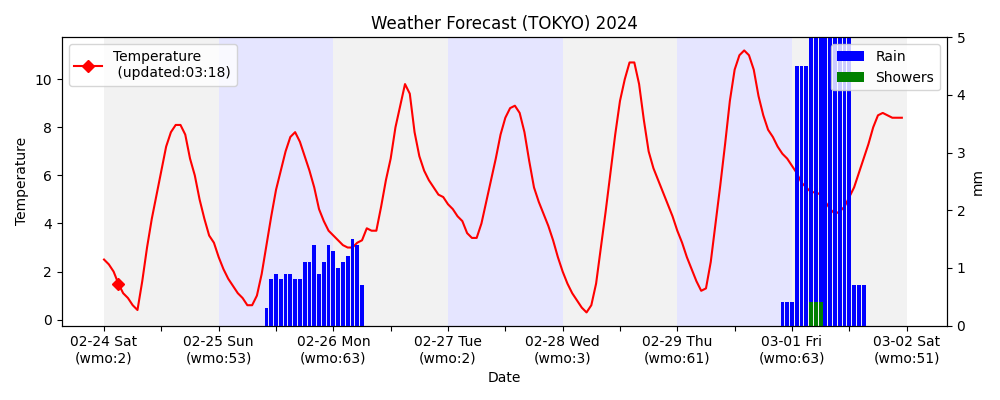 Weather Forecast (TOKYO) 2024
Temperature
(updated:03:18)
Rain
Showers
Temperature
10
8
6
4
2
0
5
4
3
2
1
0
mm
02-24 Sat
(wmo:2)
02-25 Sun
(wmo:53)
02-26 Mon
(wmo:63)
02-27 Tue
(wmo:2)
02-28 Wed
(wmo:3)
02-29 Thu
(wmo:61)
03-01 Fri
(wmo:63)
03-02 Sat
(wmo:51)
Date